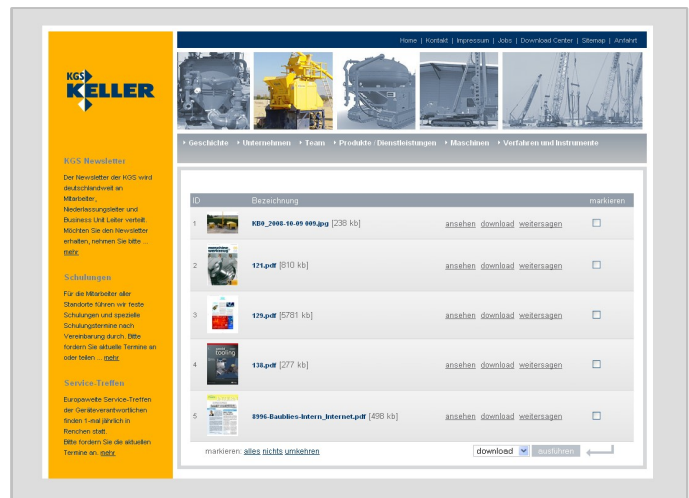 Home | Kontakt | Impressum | Jobs | Download Center | Sitemap | Anfahrt
KGS
KELLER
Geschichte Unternehmen Team Produkte / Dienstleistungen Maschinen Verfahren und Instrumente
KGS Newsletter
Der Newsletter der KGS wird
deutschlandweit an
Mitarbeiter,
Niederlassungsleiter und
Business Unit Leiter verteilt.
Möchten Sie den Newsletter
erhalten, nehmen Sie bitte ...
mehr
Schulungen
Für die Mitarbeiter aller
Standorte führen wir feste
Schulungen und spezielle
Schulungstermine nach
Vereinbarung durch. Bitte
fordern Sie aktuelle Termine an
oder teilen ... mehr
Service-Treffen
Europaweite Service-Treffen
der Geräteverantwortlichen
finden 1-mal jährlich in
Renchen statt.
Bitte fordern Sie die aktuellen
Termine an. mehr
ID Bezeichnung markieren
1 KB0_2008-10-09 009.jpg [238 kb] ansehen download weitersagen
2 121.pdf [810 kb] ansehen download weitersagen
3 129.pdf [5781 kb] ansehen download weitersagen
4 tooling 138.pdf [277 kb] ansehen download weitersagen
5 8996-Baublies-Intern_Internet.pdf [498 kb] ansehen download weitersagen
markieren: alles nichts umkehren download ausführen